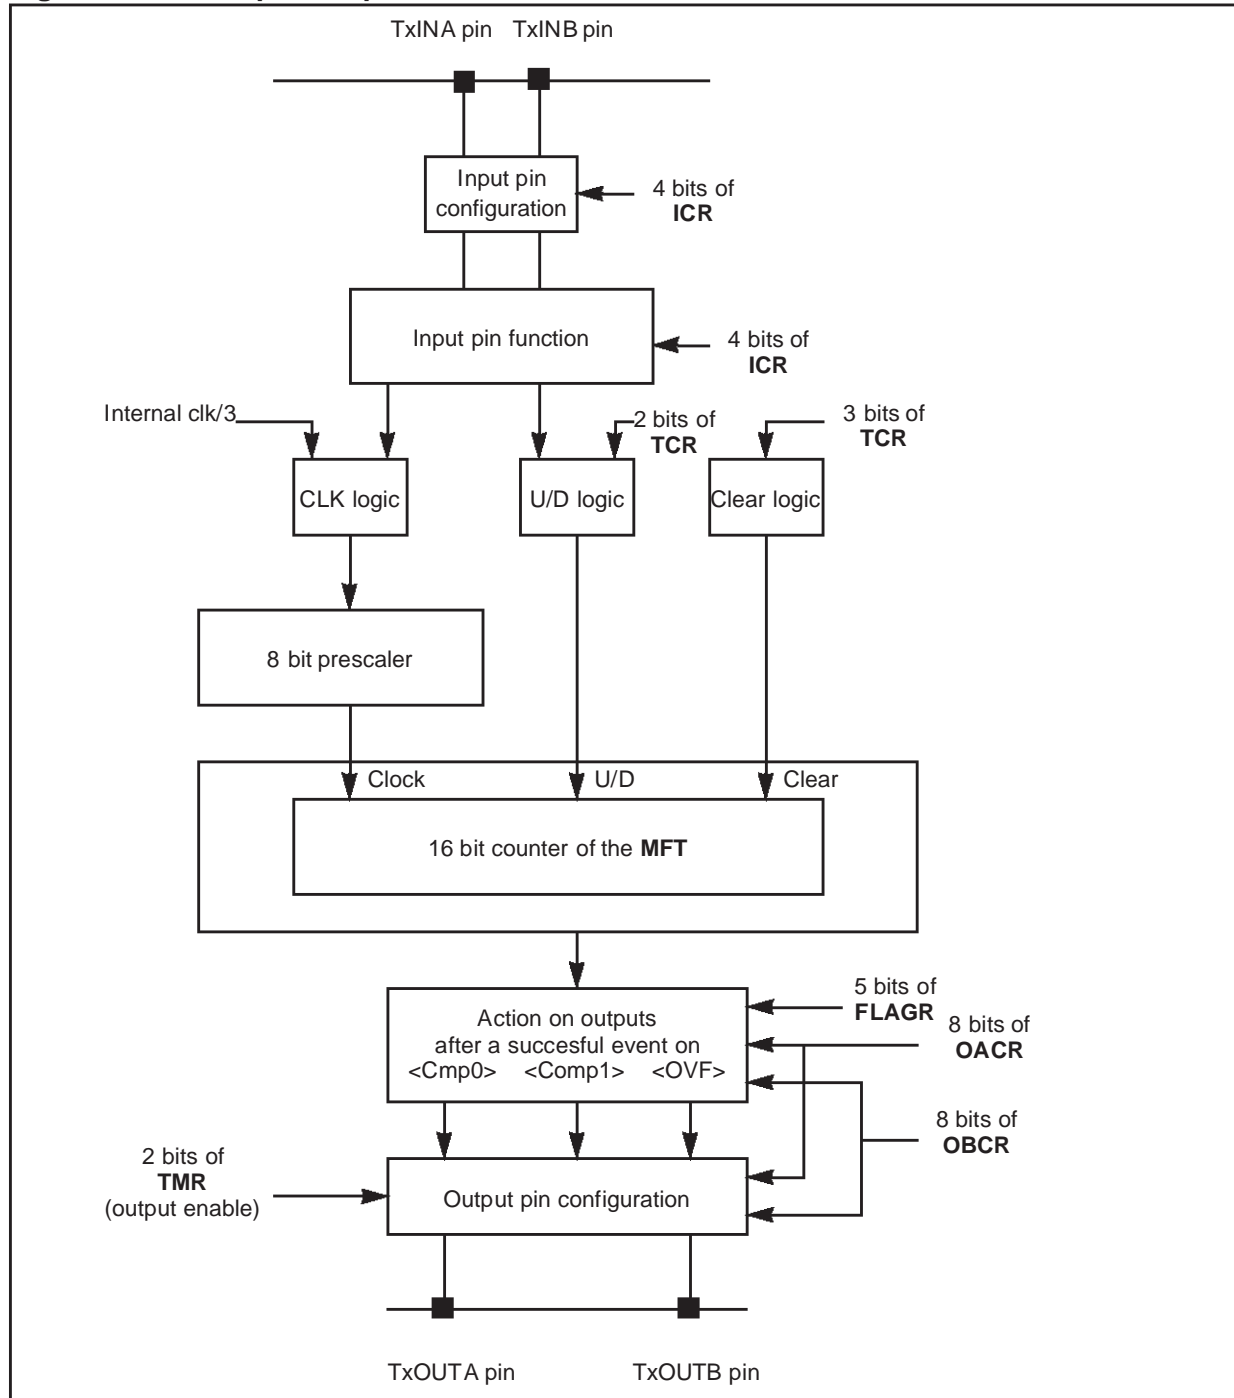 TxINA pin TxINB pin
Input pin
configuration
4 bits of
ICR
Input pin function
4 bits of
ICR
Internal clk/3
2 bits of
TCR
3 bits of
TCR
CLK logic
U/D logic
Clear logic
8 bit prescaler
Clock
U/D
Clear
16 bit counter of the MFT
Action on outputs
after a succesful event on
<Cmp0> <Comp1> <OVF>
5 bits of
FLAGR
8 bits of
OACR
8 bits of
OBCR
2 bits of
TMR
(output enable)
Output pin configuration
TxOUTA pin
TxOUTB pin